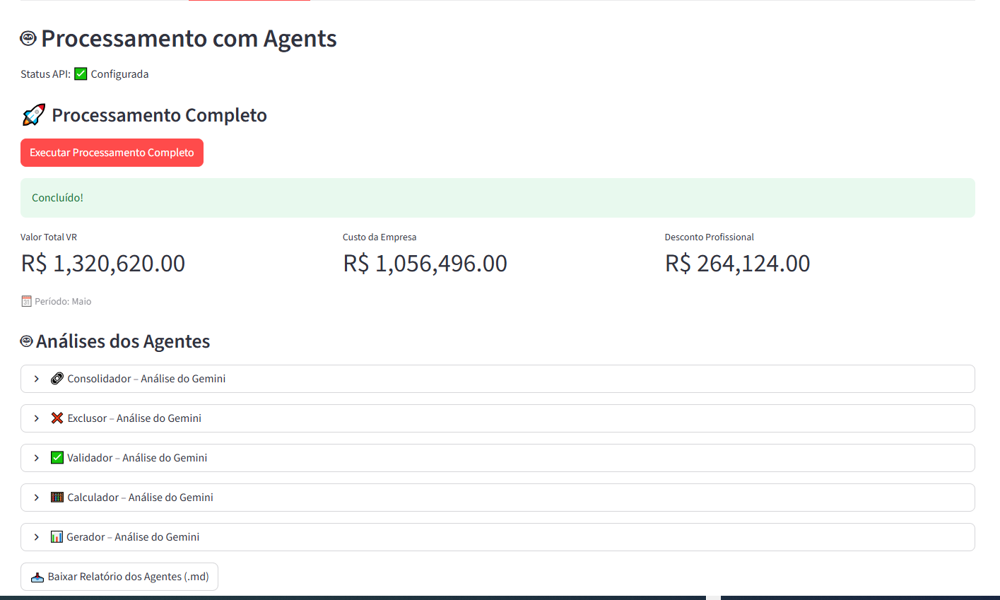 Processamento com Agents
Status API: ✅ Configurada
🚀 Processamento Completo
Executar Processamento Completo
Concluído!
Valor Total VR
R$ 1,320,620.00
Custo da Empresa
R$ 1,056,496.00
Desconto Profissional
R$ 264,124.00
📅 Período: Maio
Análises dos Agentes
Consolidador – Análise do Gemini
❌ Exclusor – Análise do Gemini
✅ Validador – Análise do Gemini
🧮 Calculador – Análise do Gemini
📊 Gerador – Análise do Gemini
📥 Baixar Relatório dos Agentes (.md)